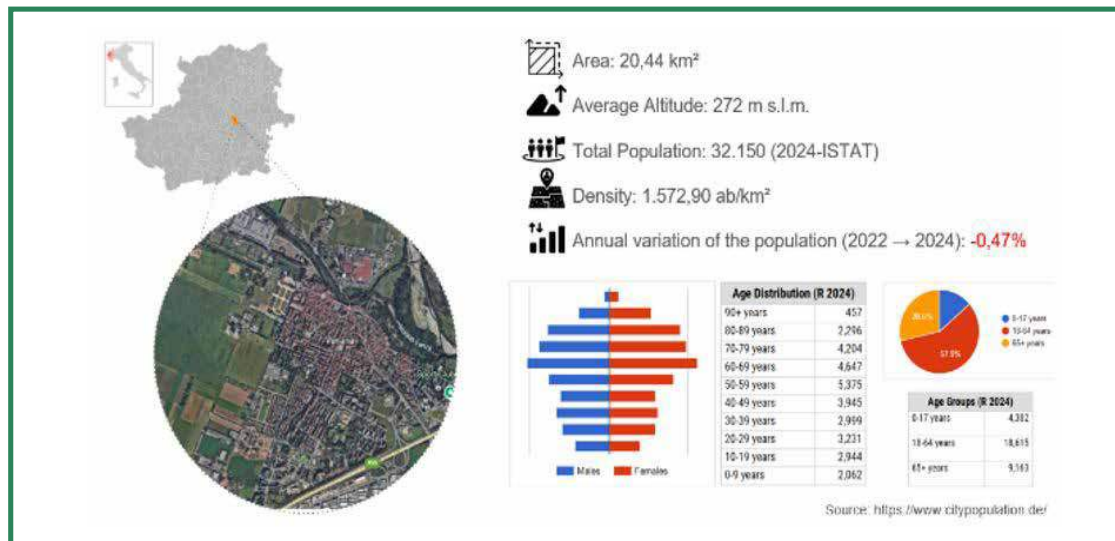 Area: 20,44 km²
Average Altitude: 272 m s.l.m.
Total Population: 32.150 (2024-ISTAT)
Density: 1.572,90 ab/km²
Annual variation of the population (2022 → 2024): -0,47%
Males Females
Age Distribution (R 2024)
90+ years 457
80-89 years 2,296
70-79 years 4,204
60-69 years 4,647
50-59 years 5,375
40-49 years 3,945
30-39 years 2,999
20-29 years 3,231
10-19 years 2,944
0-9 years 2,062
57.9%
0-17 years
18-64 years
65+ years
Age Groups (R 2024)
0-17 years 4,382
18-64 years 18,615
65+ years 9,163
Source: https://www.citypopulation.de/